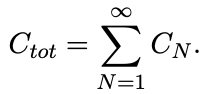 $C_{tot} = \sum_{N=1}^{\infty} C_N.$